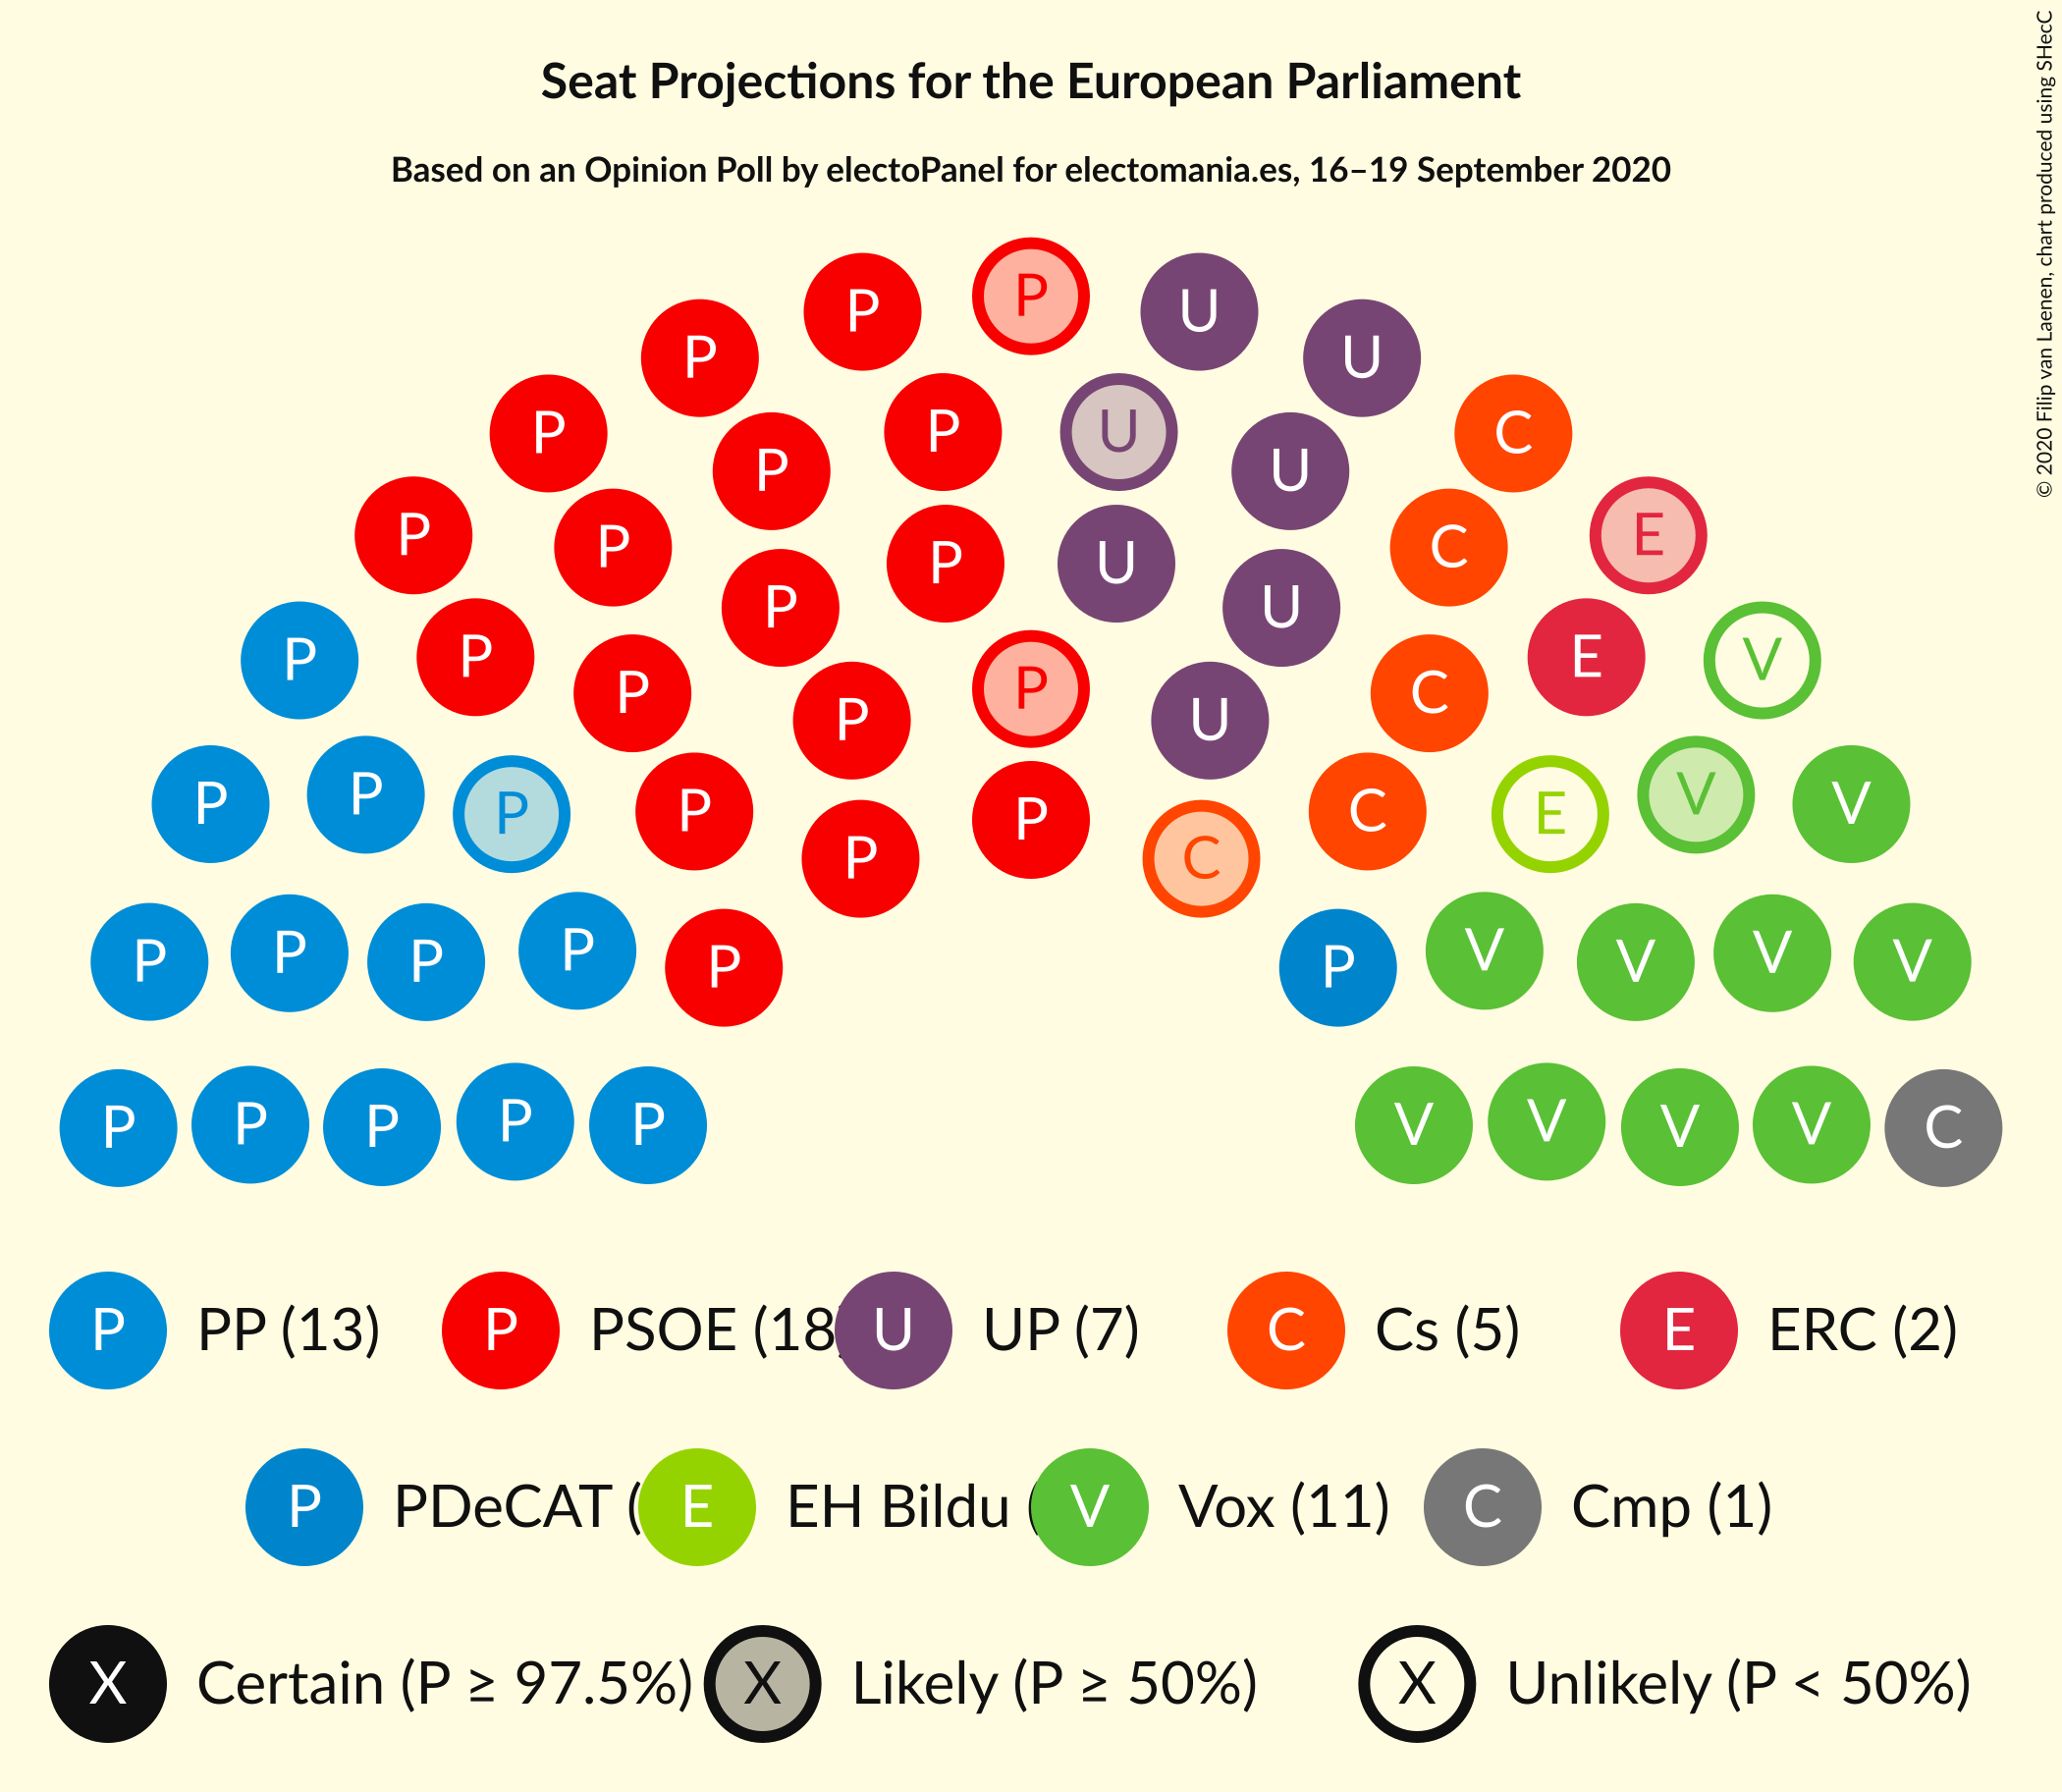 Seat Projections for the European Parliament
Based on an Opinion Poll by electoPanel for electomania.es, 16–19 September 2020
© 2020 Filip van Laenen, chart produced using SHecC
P P P U U
P P P U U C
P P P P U U C E
P P P P P U C E V
P P P P P P C C E V V
P P P P P P V V V V
P P P P P V V V V C
P PP (13) P PSOE (18 U UP (7) C Cs (5) E ERC (2)
P PDeCAT ( E EH Bildu ( V Vox (11) C Cmp (1)
X Certain (P ≥ 97.5%) X Likely (P ≥ 50%) X Unlikely (P < 50%)